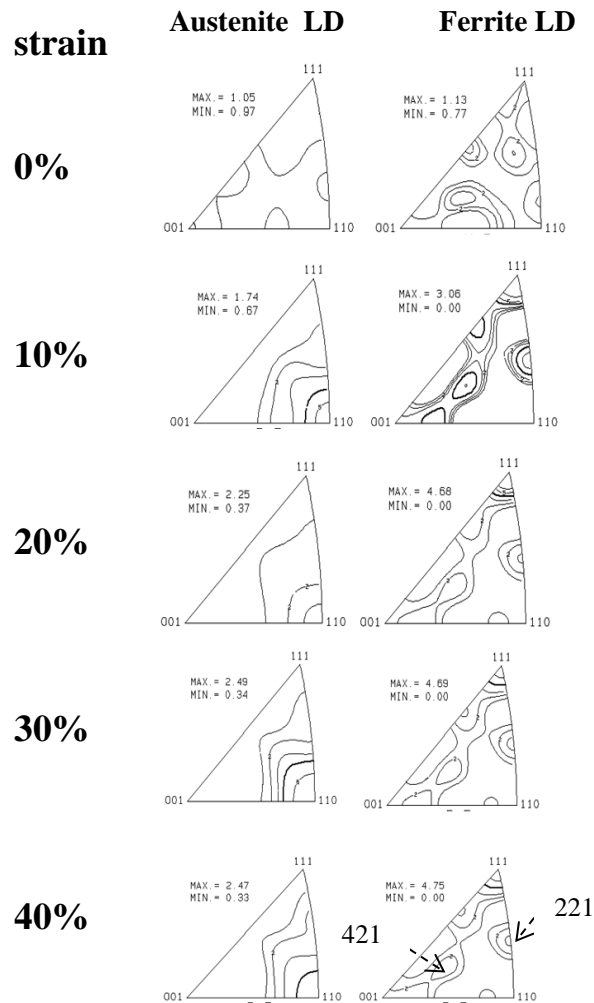 strain
Austenite LD
Ferrite LD
0%
MAX. = 1.05
MIN. = 0.97
111
001
110
MAX. = 1.13
MIN. = 0.77
111
001
110
10%
MAX. = 1.74
MIN. = 0.67
111
001
110
MAX. = 3.06
MIN. = 0.00
111
001
110
20%
MAX. = 2.25
MIN. = 0.37
111
001
110
MAX. = 4.68
MIN. = 0.00
111
001
110
30%
MAX. = 2.49
MIN. = 0.34
111
001
110
MAX. = 4.69
MIN. = 0.00
111
001
110
40%
MAX. = 2.47
MIN. = 0.33
111
001
110
MAX. = 4.75
MIN. = 0.00
111
421
221
001
110